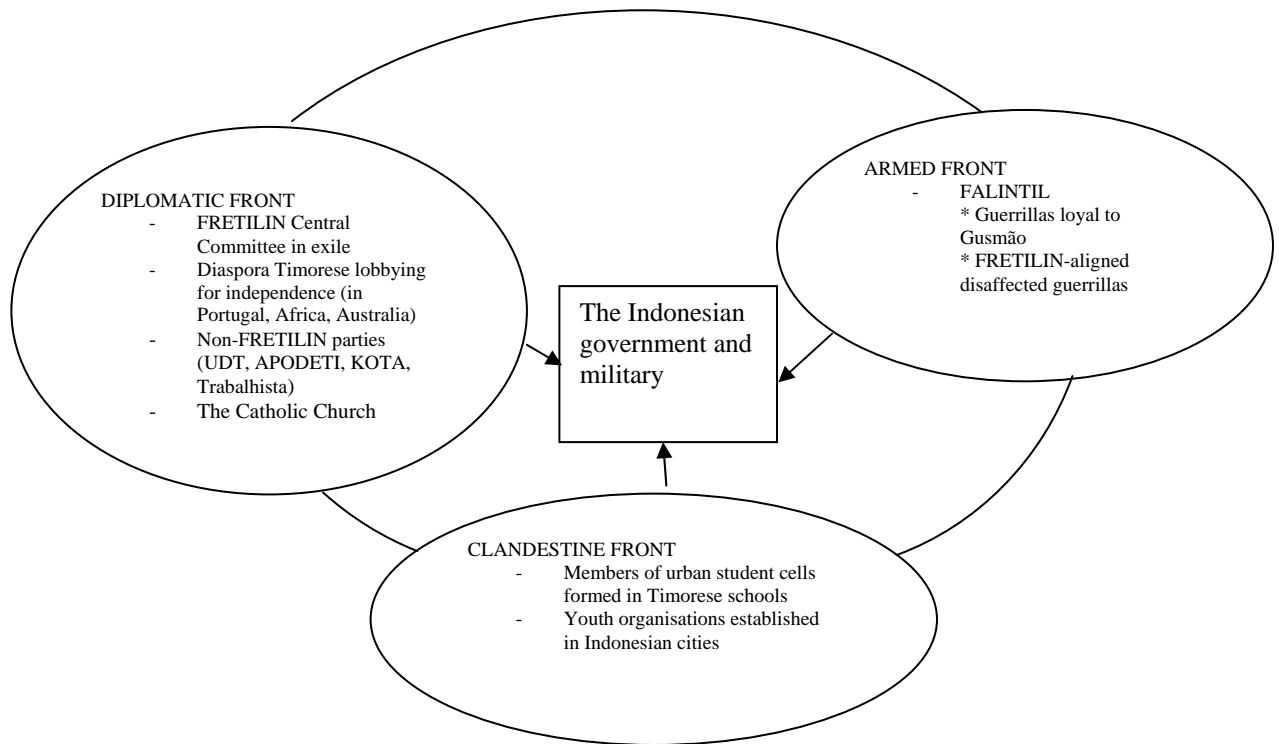 DIPLOMATIC FRONT
- FRETILIN Central
Committee in exile
- Diaspora Timorese lobbying
for independence (in
Portugal, Africa, Australia)
- Non-FRETILIN parties
(UDT, APODETI, KOTA,
Trabalhista)
- The Catholic Church
ARMED FRONT
- FALINTIL
* Guerrillas loyal to
Gusmão
* FRETILIN-aligned
disaffected guerrillas
The Indonesian
government and
military
CLANDESTINE FRONT
- Members of urban student cells
formed in Timorese schools
- Youth organisations established
in Indonesian cities